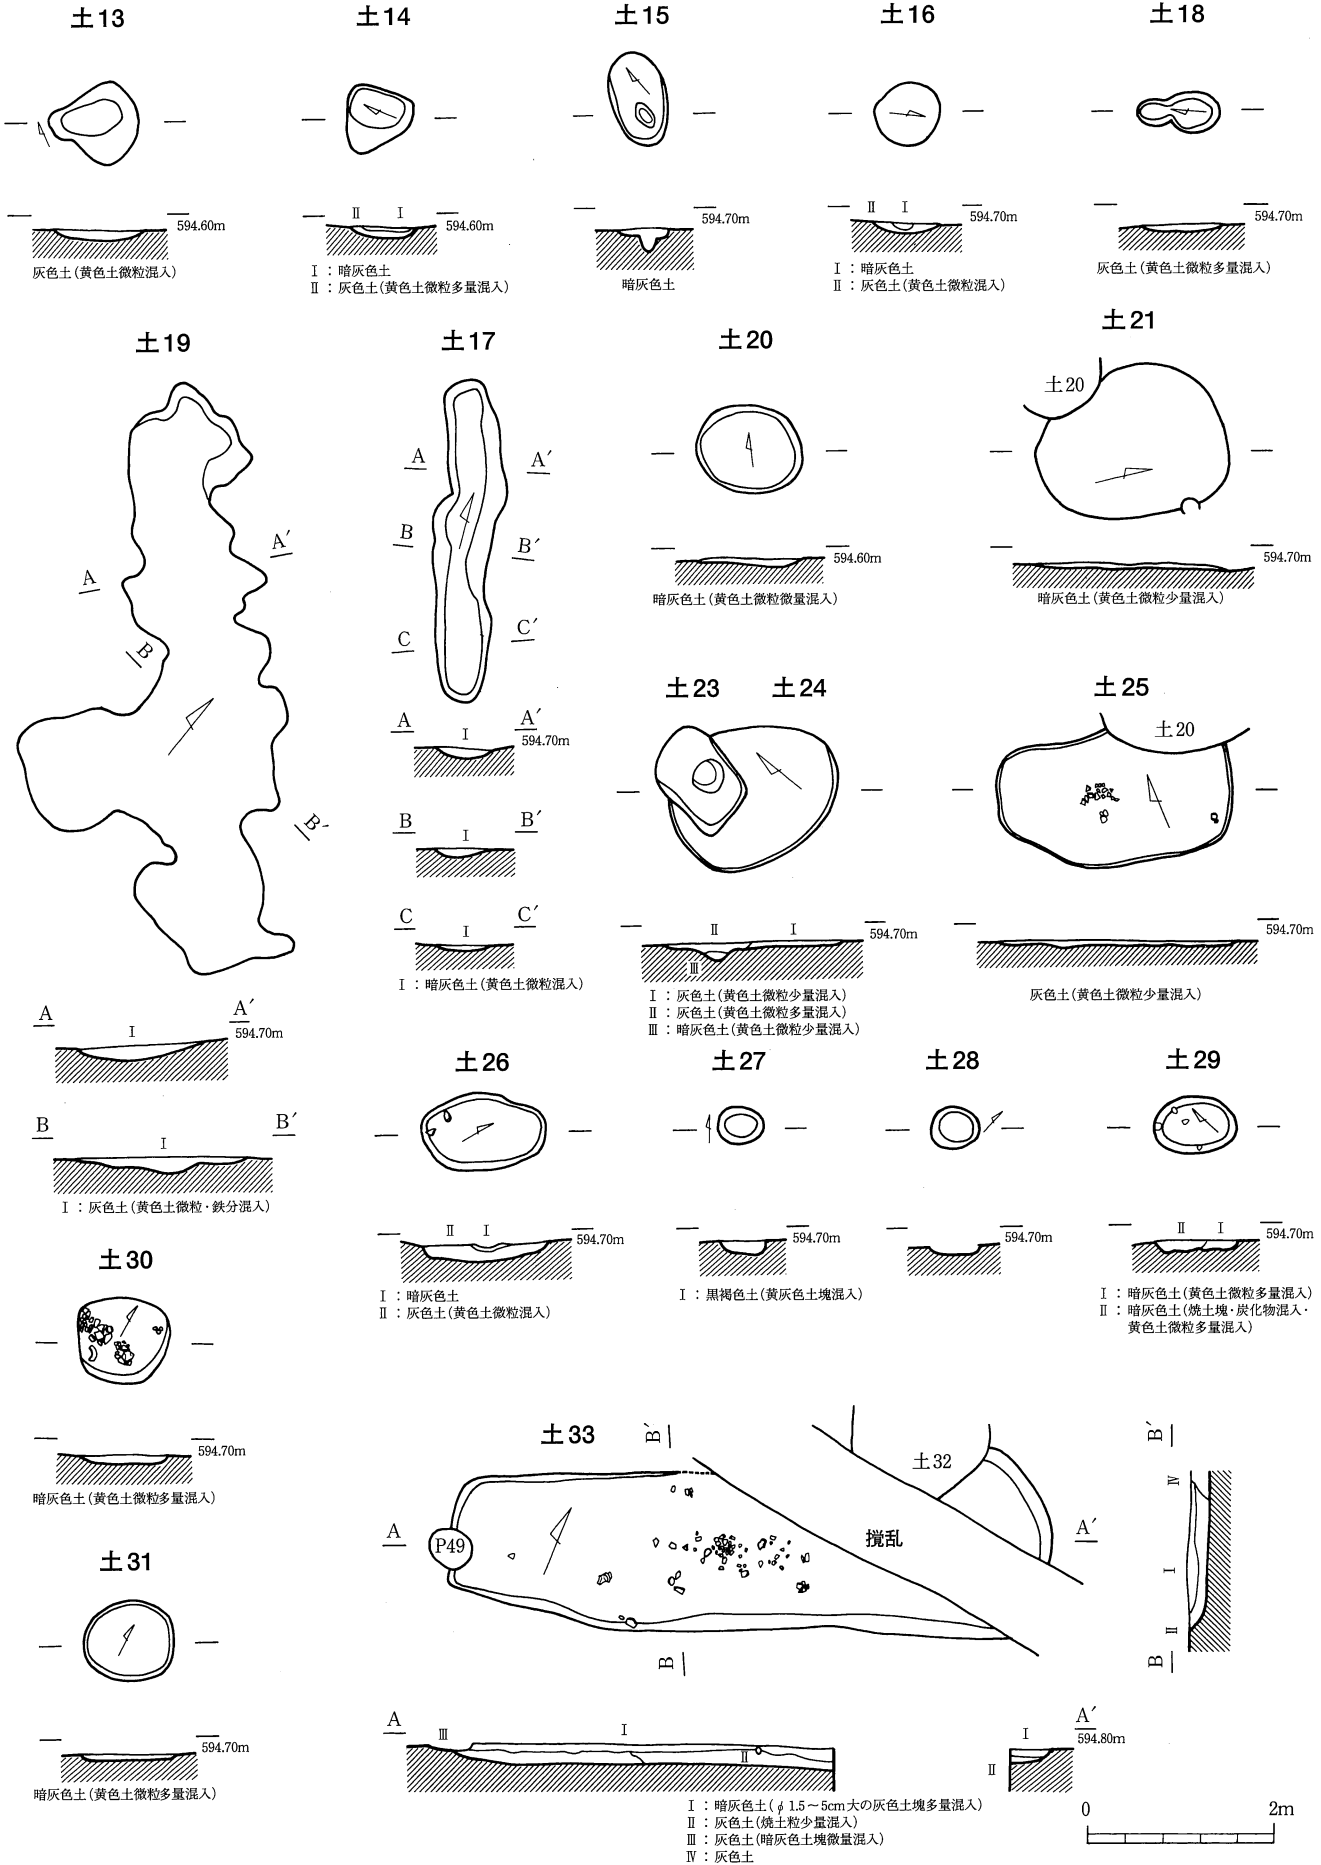 土13
594.60m
灰色土(黄色土微粒混入)
土14
Ⅱ Ⅰ
594.60m
Ⅰ：暗灰色土
Ⅱ：灰色土(黄色土微粒多量混入)
土15
594.70m
暗灰色土
土16
Ⅱ Ⅰ
594.70m
Ⅰ：暗灰色土
Ⅱ：灰色土(黄色土微粒混入)
土18
594.70m
灰色土(黄色土微粒多量混入)
土19
A A′
B B′
A A′
Ⅰ
594.70m
B B′
Ⅰ
Ⅰ：灰色土(黄色土微粒・鉄分混入)
土17
A A′
B B′
C C′
A A′
Ⅰ
594.70m
B B′
Ⅰ
C C′
Ⅰ
Ⅰ：暗灰色土(黄色土微粒混入)
土20
594.60m
暗灰色土(黄色土微粒微量混入)
土21
土20
594.70m
暗灰色土(黄色土微粒少量混入)
土23 土24
Ⅱ Ⅰ
594.70m
Ⅲ
Ⅰ：灰色土(黄色土微粒少量混入)
Ⅱ：灰色土(黄色土微粒多量混入)
Ⅲ：暗灰色土(黄色土微粒少量混入)
土25
土20
594.70m
灰色土(黄色土微粒少量混入)
土26
Ⅱ Ⅰ
594.70m
Ⅰ：暗灰色土
Ⅱ：灰色土(黄色土微粒混入)
土27
594.70m
Ⅰ：黒褐色土(黄灰色土塊混入)
土28
594.70m
土29
Ⅱ Ⅰ
594.70m
Ⅰ：暗灰色土(黄色土微粒多量混入)
Ⅱ：暗灰色土(焼土塊・炭化物混入・
黄色土微粒多量混入)
土30
594.70m
暗灰色土(黄色土微粒多量混入)
土31
594.70m
暗灰色土(黄色土微粒多量混入)
土33
B′
土32
A A′
P49
撹乱
B
B′
Ⅳ
Ⅰ
Ⅱ
B
A A′
Ⅲ Ⅰ Ⅰ
594.80m
Ⅱ Ⅱ
Ⅰ：暗灰色土(φ1.5〜5cm大の灰色土塊多量混入)
Ⅱ：灰色土(焼土粒少量混入)
Ⅲ：灰色土(暗灰色土塊微量混入)
Ⅳ：灰色土
0 2m